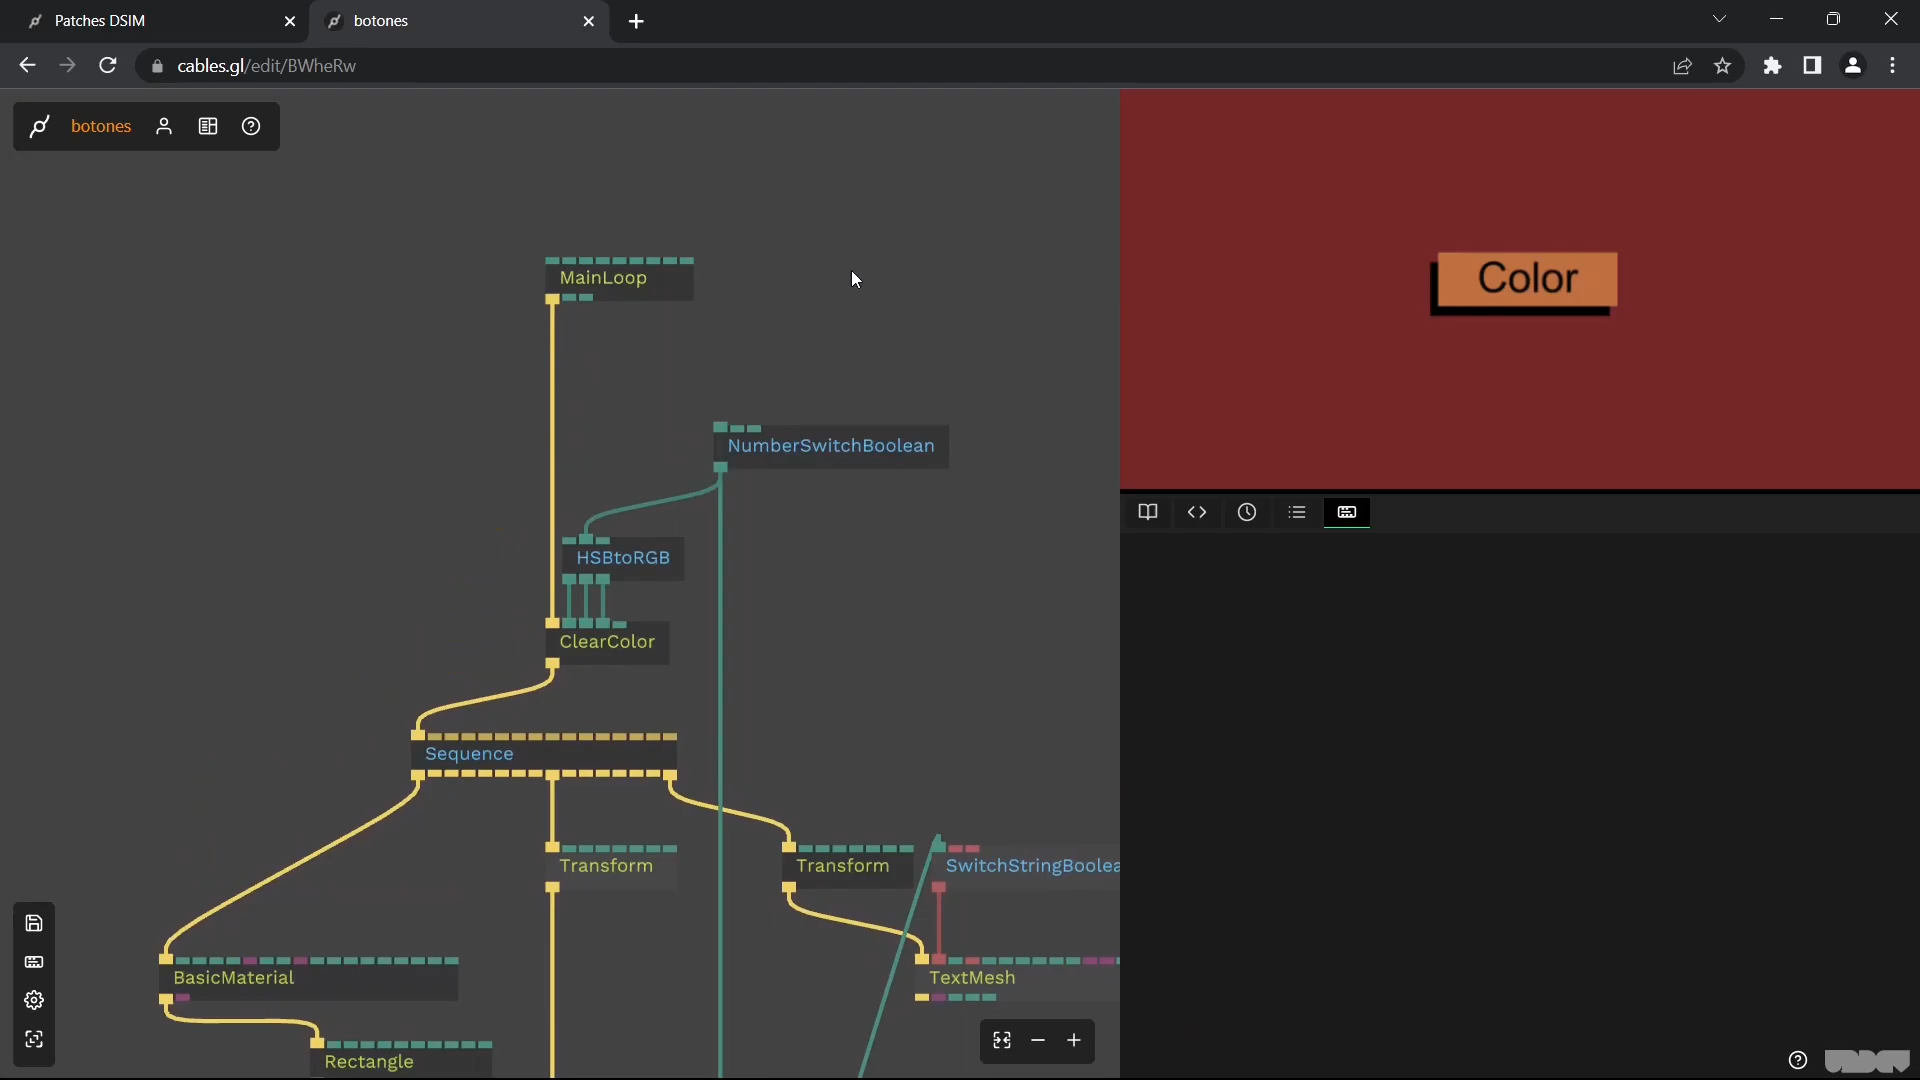 Patches DSIM
botones
cables.gl/edit/BWheRw
botones
MainLoop
Color
NumberSwitchBoolean
HSBtoRGB
ClearColor
Sequence
Transform
Transform
SwitchStringBoolea
BasicMaterial
TextMesh
Rectangle